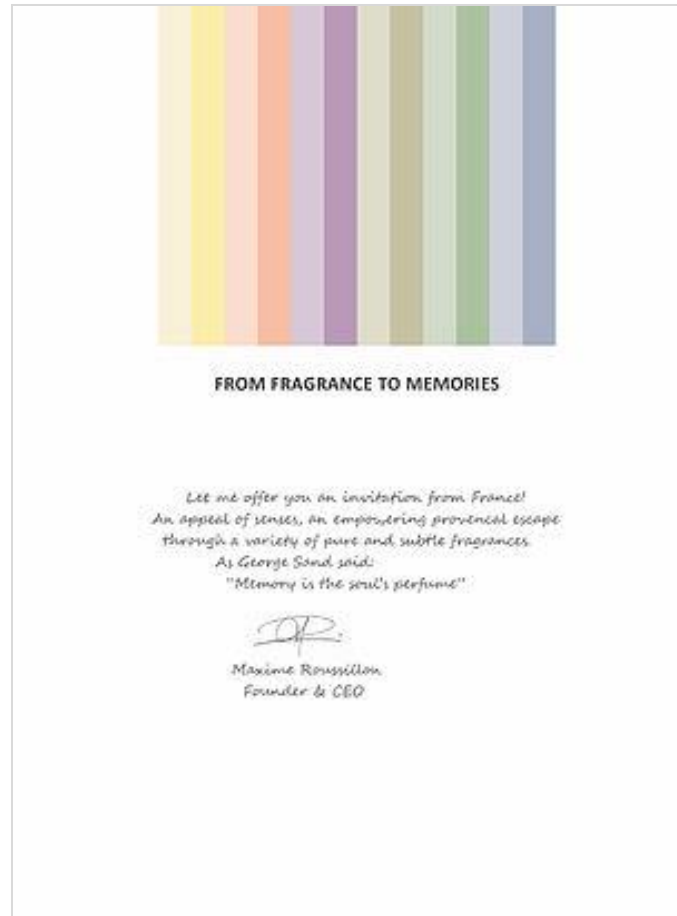 FROM FRAGRANCE TO MEMORIES
Let me offer you an invitation from France!
An appeal of senses, an empowering provencal escape
through a variety of pure and subtle fragrances
As George Sand said:
"Memory is the soul's perfume"
Maxime Roussillon
Founder & CEO